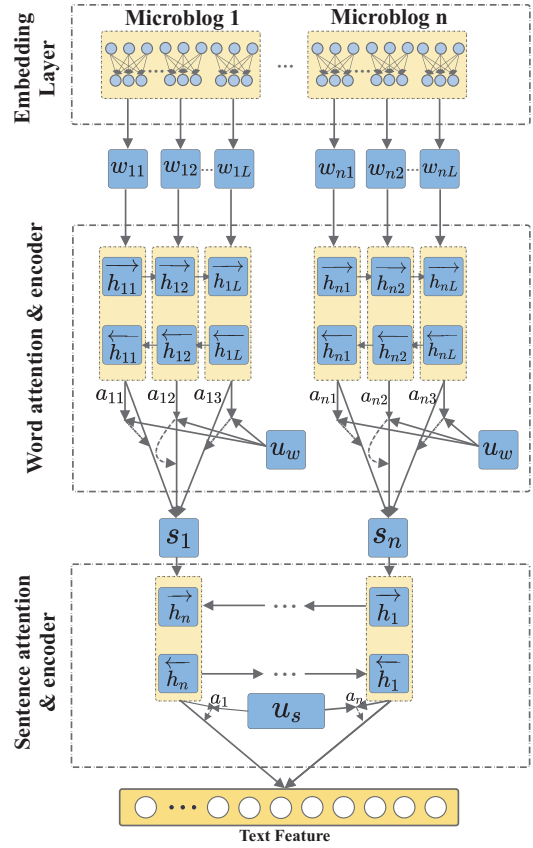 Microblog 1 Microblog n
Embedding Layer
...... ... ......
w₁₁ w₁₂ ... w₁L wₙ₁ wₙ₂ ... wₙL
Word attention & encoder
→h₁₁ →h₁₂ →h₁L →hₙ₁ →hₙ₂ →hₙL
←h₁₁ ←h₁₂ ←h₁L ←hₙ₁ ←hₙ₂ ←hₙL
a₁₁ a₁₂ a₁₃ aₙ₁ aₙ₂ aₙ₃
u_w u_w
s₁ sₙ
Sentence attention & encoder
→hₙ ... →h₁
←hₙ ... ←h₁
a₁ uₛ aₙ
...
Text Feature